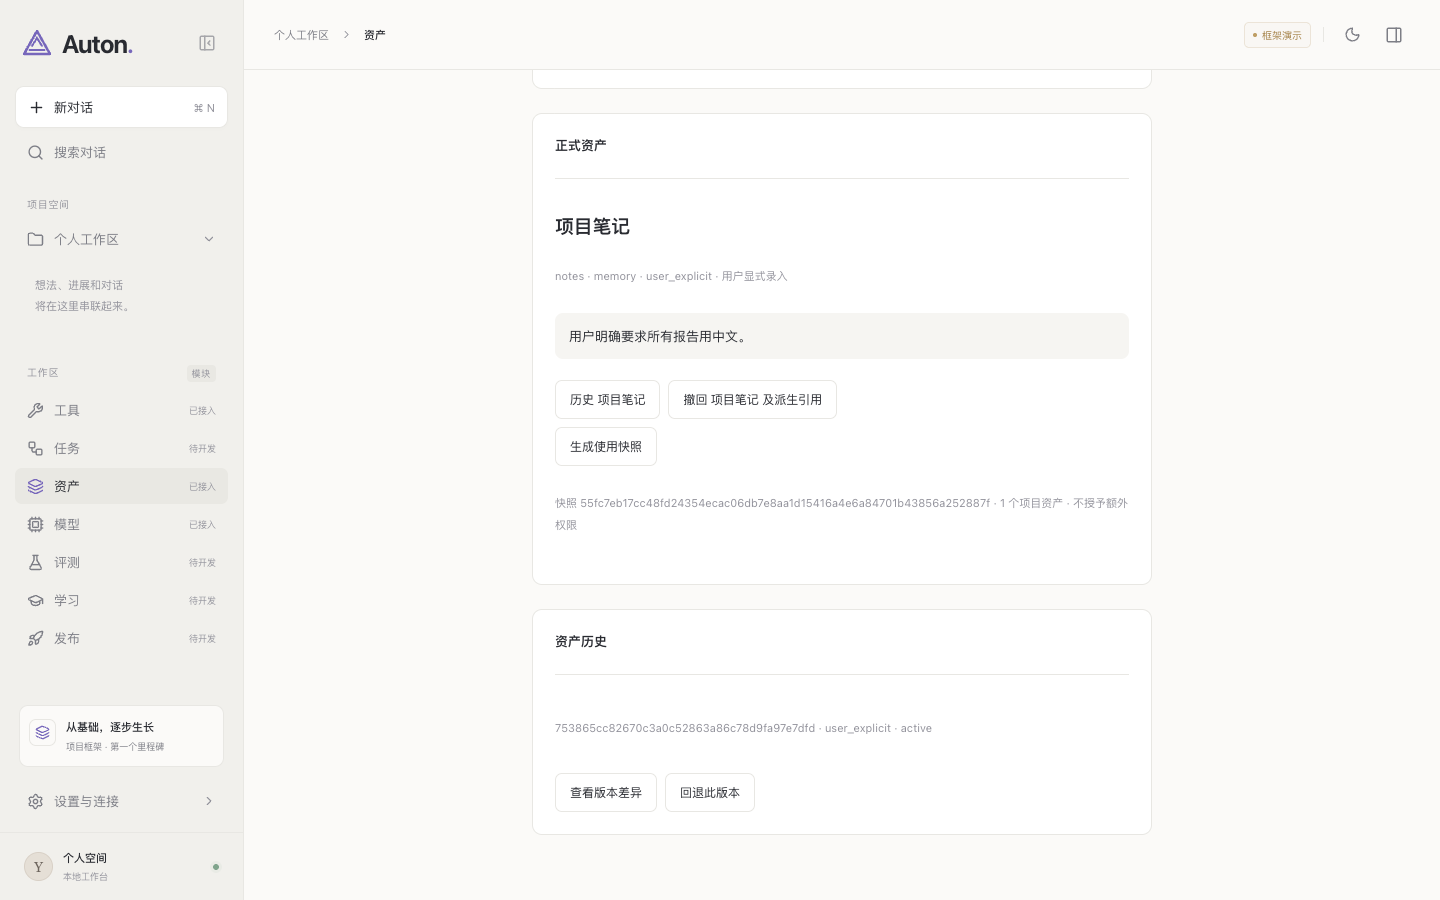 Auton.
新对话
⌘ N
搜索对话
项目空间
个人工作区
想法、进展和对话
将在这里串联起来。
工作区
模块
工具
已接入
任务
待开发
资产
已接入
模型
已接入
评测
待开发
学习
待开发
发布
待开发
从基础，逐步生长
项目框架 · 第一个里程碑
设置与连接
Y
个人空间
本地工作台
个人工作区
资产
框架演示
正式资产
项目笔记
notes · memory · user_explicit · 用户显式录入
用户明确要求所有报告用中文。
历史 项目笔记
撤回 项目笔记 及派生引用
生成使用快照
快照 55fc7eb17cc48fd24354ecac06db7e8aa1d15416a4e6a84701b43856a252887f · 1 个项目资产 · 不授予额外
权限
资产历史
753865cc82670c3a0c52863a86c78d9fa97e7dfd · user_explicit · active
查看版本差异
回退此版本